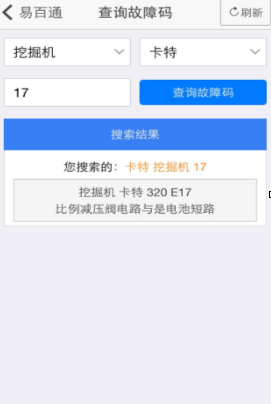 易百通 查询故障码 刷新
挖掘机 卡特
17 查询故障码
搜索结果
您搜索的：卡特 挖掘机 17
挖掘机 卡特 320 E17
比例减压阀电路与是电池短路